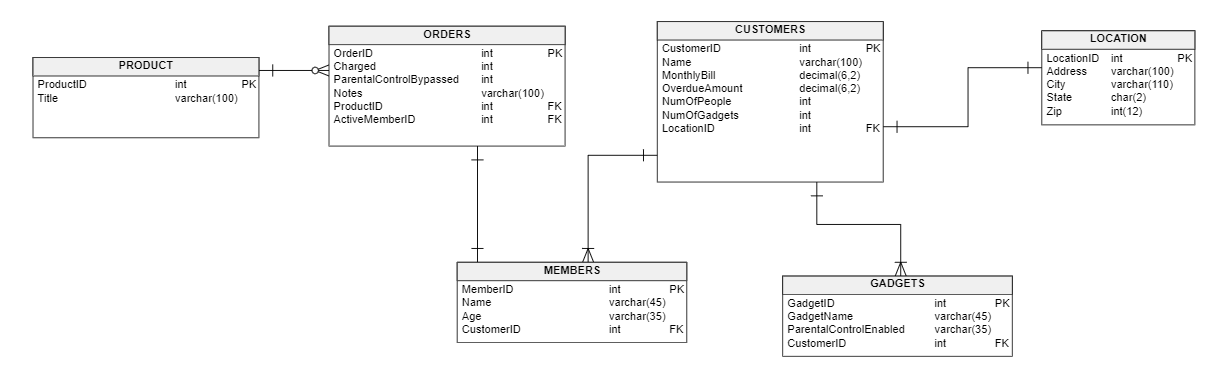 PRODUCT
ProductID int PK
Title varchar(100)
ORDERS
OrderID int PK
Charged int
ParentalControlBypassed int
Notes varchar(100)
ProductID int FK
ActiveMemberID int FK
CUSTOMERS
CustomerID int PK
Name varchar(100)
MonthlyBill decimal(6,2)
OverdueAmount decimal(6,2)
NumOfPeople int
NumOfGadgets int
LocationID int FK
LOCATION
LocationID int PK
Address varchar(100)
City varchar(110)
State char(2)
Zip int(12)
MEMBERS
MemberID int PK
Name varchar(45)
Age varchar(35)
CustomerID int FK
GADGETS
GadgetID int PK
GadgetName varchar(45)
ParentalControlEnabled varchar(35)
CustomerID int FK